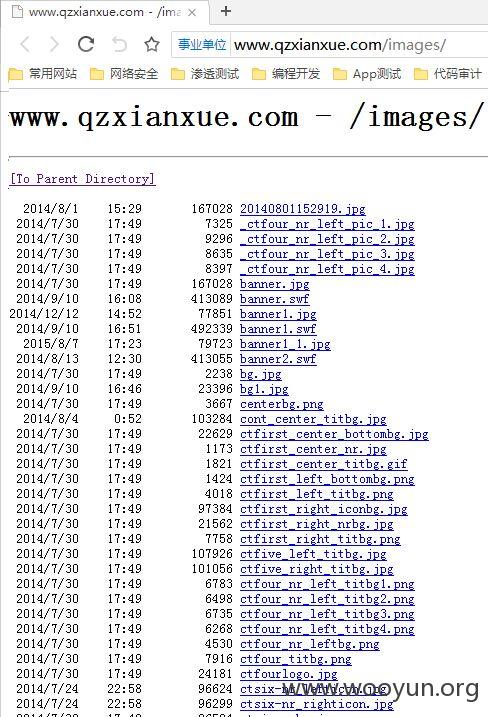 www.qzxianxue.com - /ima
事业单位 www.qzxianxue.com/images/
常用网站 网络安全 渗透测试 编程开发 App测试 代码审计
www.qzxianxue.com - /images/
[To Parent Directory]
2014/8/1 15:29 167028 20140801152919.jpg
2014/7/30 17:49 7325 _ctfour_nr_left_pic_1.jpg
2014/7/30 17:49 9296 _ctfour_nr_left_pic_2.jpg
2014/7/30 17:49 8635 _ctfour_nr_left_pic_3.jpg
2014/7/30 17:49 8397 _ctfour_nr_left_pic_4.jpg
2014/7/30 17:49 167028 banner.jpg
2014/9/10 16:08 413089 banner.swf
2014/12/12 14:52 77851 banner1.jpg
2014/9/10 16:51 492339 banner1.swf
2015/8/7 17:23 79723 banner1_1.jpg
2014/8/13 12:30 413055 banner2.swf
2014/7/30 17:49 2238 bg.jpg
2014/9/10 16:46 23396 bg1.jpg
2014/7/30 17:49 3667 centerbg.png
2014/8/4 0:52 103284 cont_center_titbg.jpg
2014/7/30 17:49 22629 ctfirst_center_bottombg.jpg
2014/7/30 17:49 1173 ctfirst_center_nr.jpg
2014/7/30 17:49 1821 ctfirst_center_titbg.gif
2014/7/30 17:49 1424 ctfirst_left_bottombg.png
2014/7/30 17:49 4018 ctfirst_left_titbg.png
2014/7/30 17:49 97384 ctfirst_right_iconbg.jpg
2014/7/30 17:49 21562 ctfirst_right_nrbg.jpg
2014/7/30 17:49 7758 ctfirst_right_titbg.png
2014/7/30 17:49 107926 ctfive_left_titbg.jpg
2014/7/30 17:49 101056 ctfive_right_titbg.jpg
2014/7/30 17:49 6783 ctfour_nr_left_titbg1.png
2014/7/30 17:49 6498 ctfour_nr_left_titbg2.png
2014/7/30 17:49 6735 ctfour_nr_left_titbg3.png
2014/7/30 17:49 6268 ctfour_nr_left_titbg4.png
2014/7/30 17:49 4530 ctfour_nr_leftbg.png
2014/7/30 17:49 7916 ctfour_titbg.png
2014/7/30 17:49 24181 ctfourlogo.jpg
2014/7/24 22:58 96624
2014/7/24 22:58 96299 ctsix-nr_righticon.jpg
www.wooyun.org